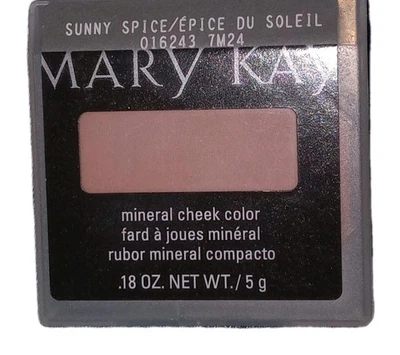 SUNNY SPICE/ÉPICE DU SOLEIL
016243 7M24
MARY KAY
mineral cheek color
fard à joues minéral
rubor mineral compacto
.18 OZ. NET WT./5 g